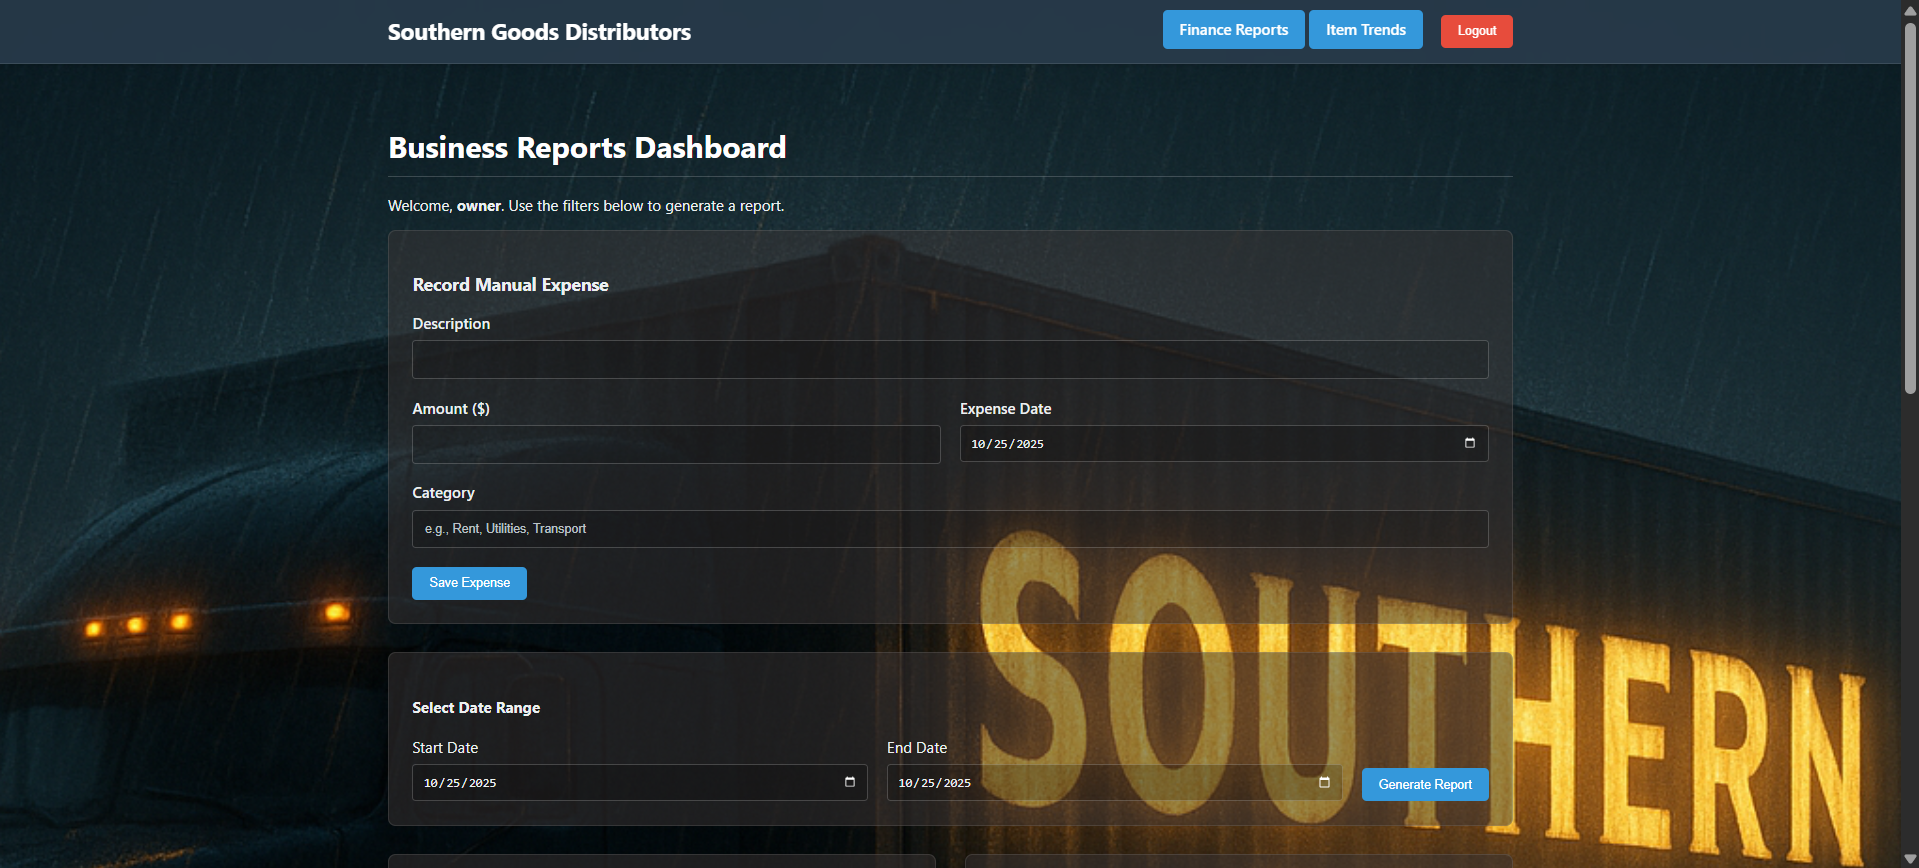 Southern Goods Distributors
Finance Reports
Item Trends
Logout
Business Reports Dashboard
Welcome, owner. Use the filters below to generate a report.
Record Manual Expense
Description
Amount ($)
Expense Date
10/25/2025
Category
e.g., Rent, Utilities, Transport
Save Expense
Select Date Range
Start Date
End Date
10/25/2025
10/25/2025
Generate Report
SOUTHERN